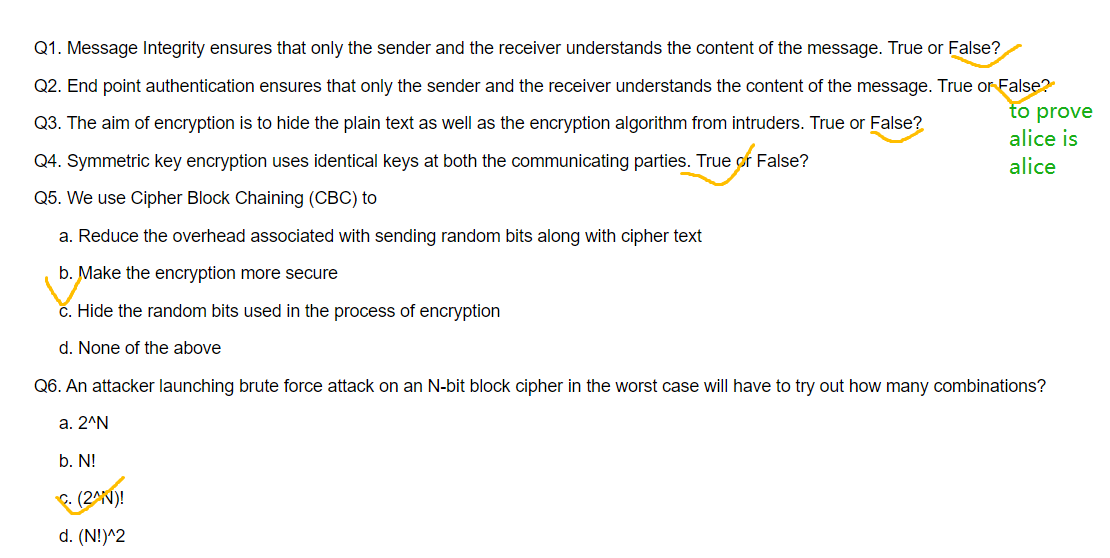 Q1. Message Integrity ensures that only the sender and the receiver understands the content of the message. True or False?
Q2. End point authentication ensures that only the sender and the receiver understands the content of the message. True or False?
to prove
alice is
alice
Q3. The aim of encryption is to hide the plain text as well as the encryption algorithm from intruders. True or False?
Q4. Symmetric key encryption uses identical keys at both the communicating parties. True or False?
Q5. We use Cipher Block Chaining (CBC) to
a. Reduce the overhead associated with sending random bits along with cipher text
b. Make the encryption more secure
c. Hide the random bits used in the process of encryption
d. None of the above
Q6. An attacker launching brute force attack on an N-bit block cipher in the worst case will have to try out how many combinations?
a. 2^N
b. N!
c. (2^N)!
d. (N!)^2